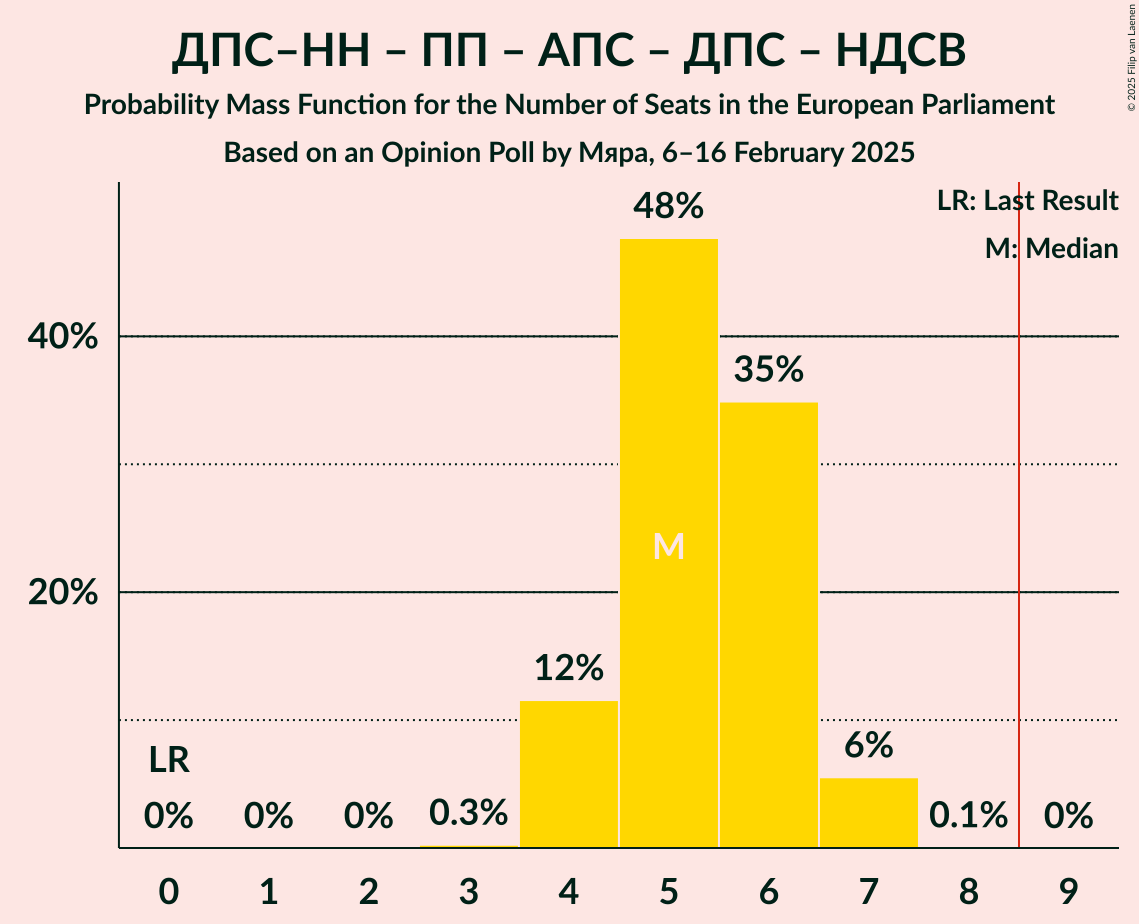 ДПС–НН – ПП – АПС – ДПС – НДСВ
Probability Mass Function for the Number of Seats in the European Parliament
Based on an Opinion Poll by Мяра, 6–16 February 2025
© 2025 Filip van Laenen
LR: Last Result
M: Median
48%
40%
35%
M
20%
12%
6%
LR
0% 0% 0% 0.3% 0.1% 0%
0 1 2 3 4 5 6 7 8 9